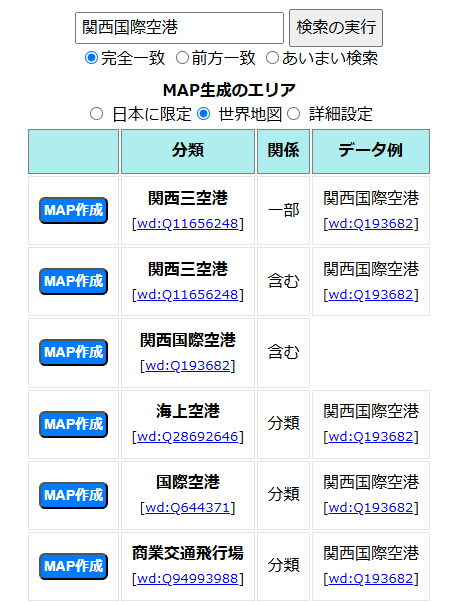 関西国際空港 検索の実行
完全一致 前方一致 あいまい検索
MAP生成のエリア
日本に限定 世界地図 詳細設定
分類 関係 データ例
MAP作成 関西三空港 [wd:Q11656248] 一部 関西国際空港 [wd:Q193682]
MAP作成 関西三空港 [wd:Q11656248] 含む 関西国際空港 [wd:Q193682]
MAP作成 関西国際空港 [wd:Q193682] 含む
MAP作成 海上空港 [wd:Q28692646] 分類 関西国際空港 [wd:Q193682]
MAP作成 国際空港 [wd:Q644371] 分類 関西国際空港 [wd:Q193682]
MAP作成 商業交通飛行場 [wd:Q94993988] 分類 関西国際空港 [wd:Q193682]